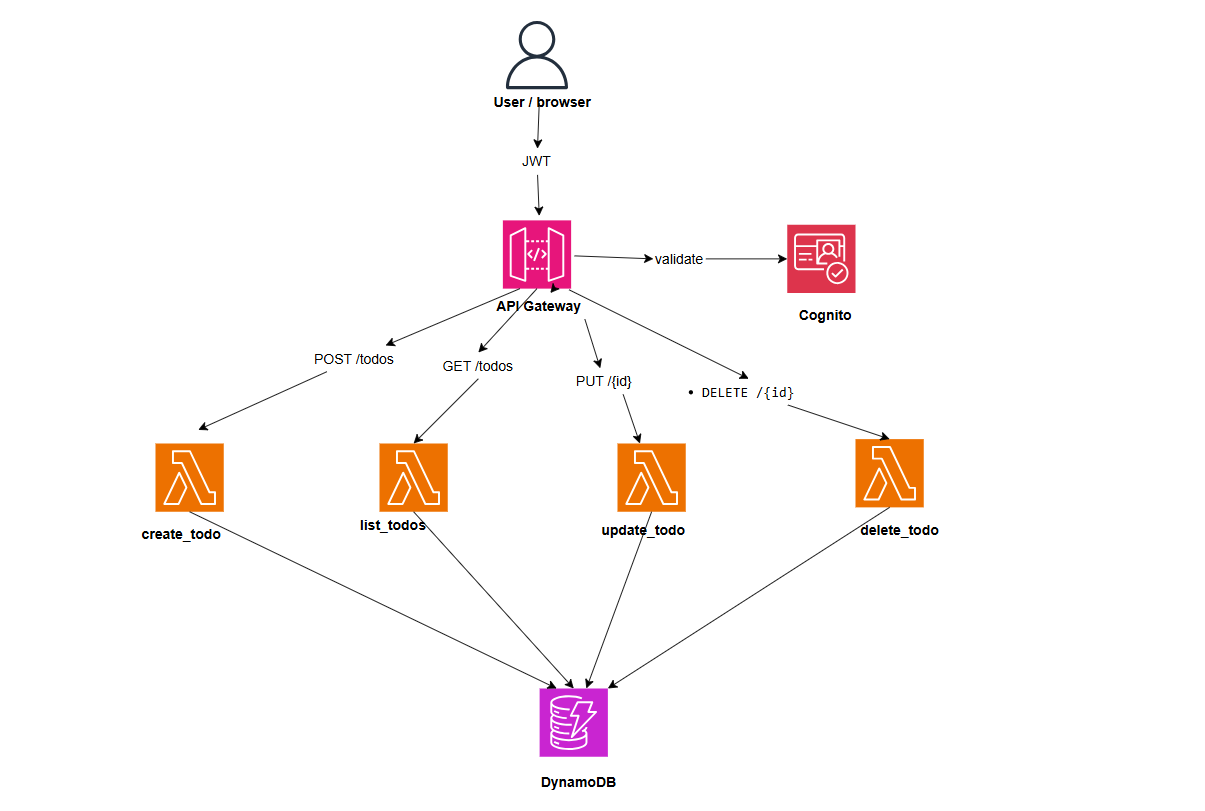 User / browser
JWT
validate
API Gateway
Cognito
POST /todos
GET /todos
PUT /{id}
• DELETE /{id}
create_todo
list_todos
update_todo
delete_todo
DynamoDB